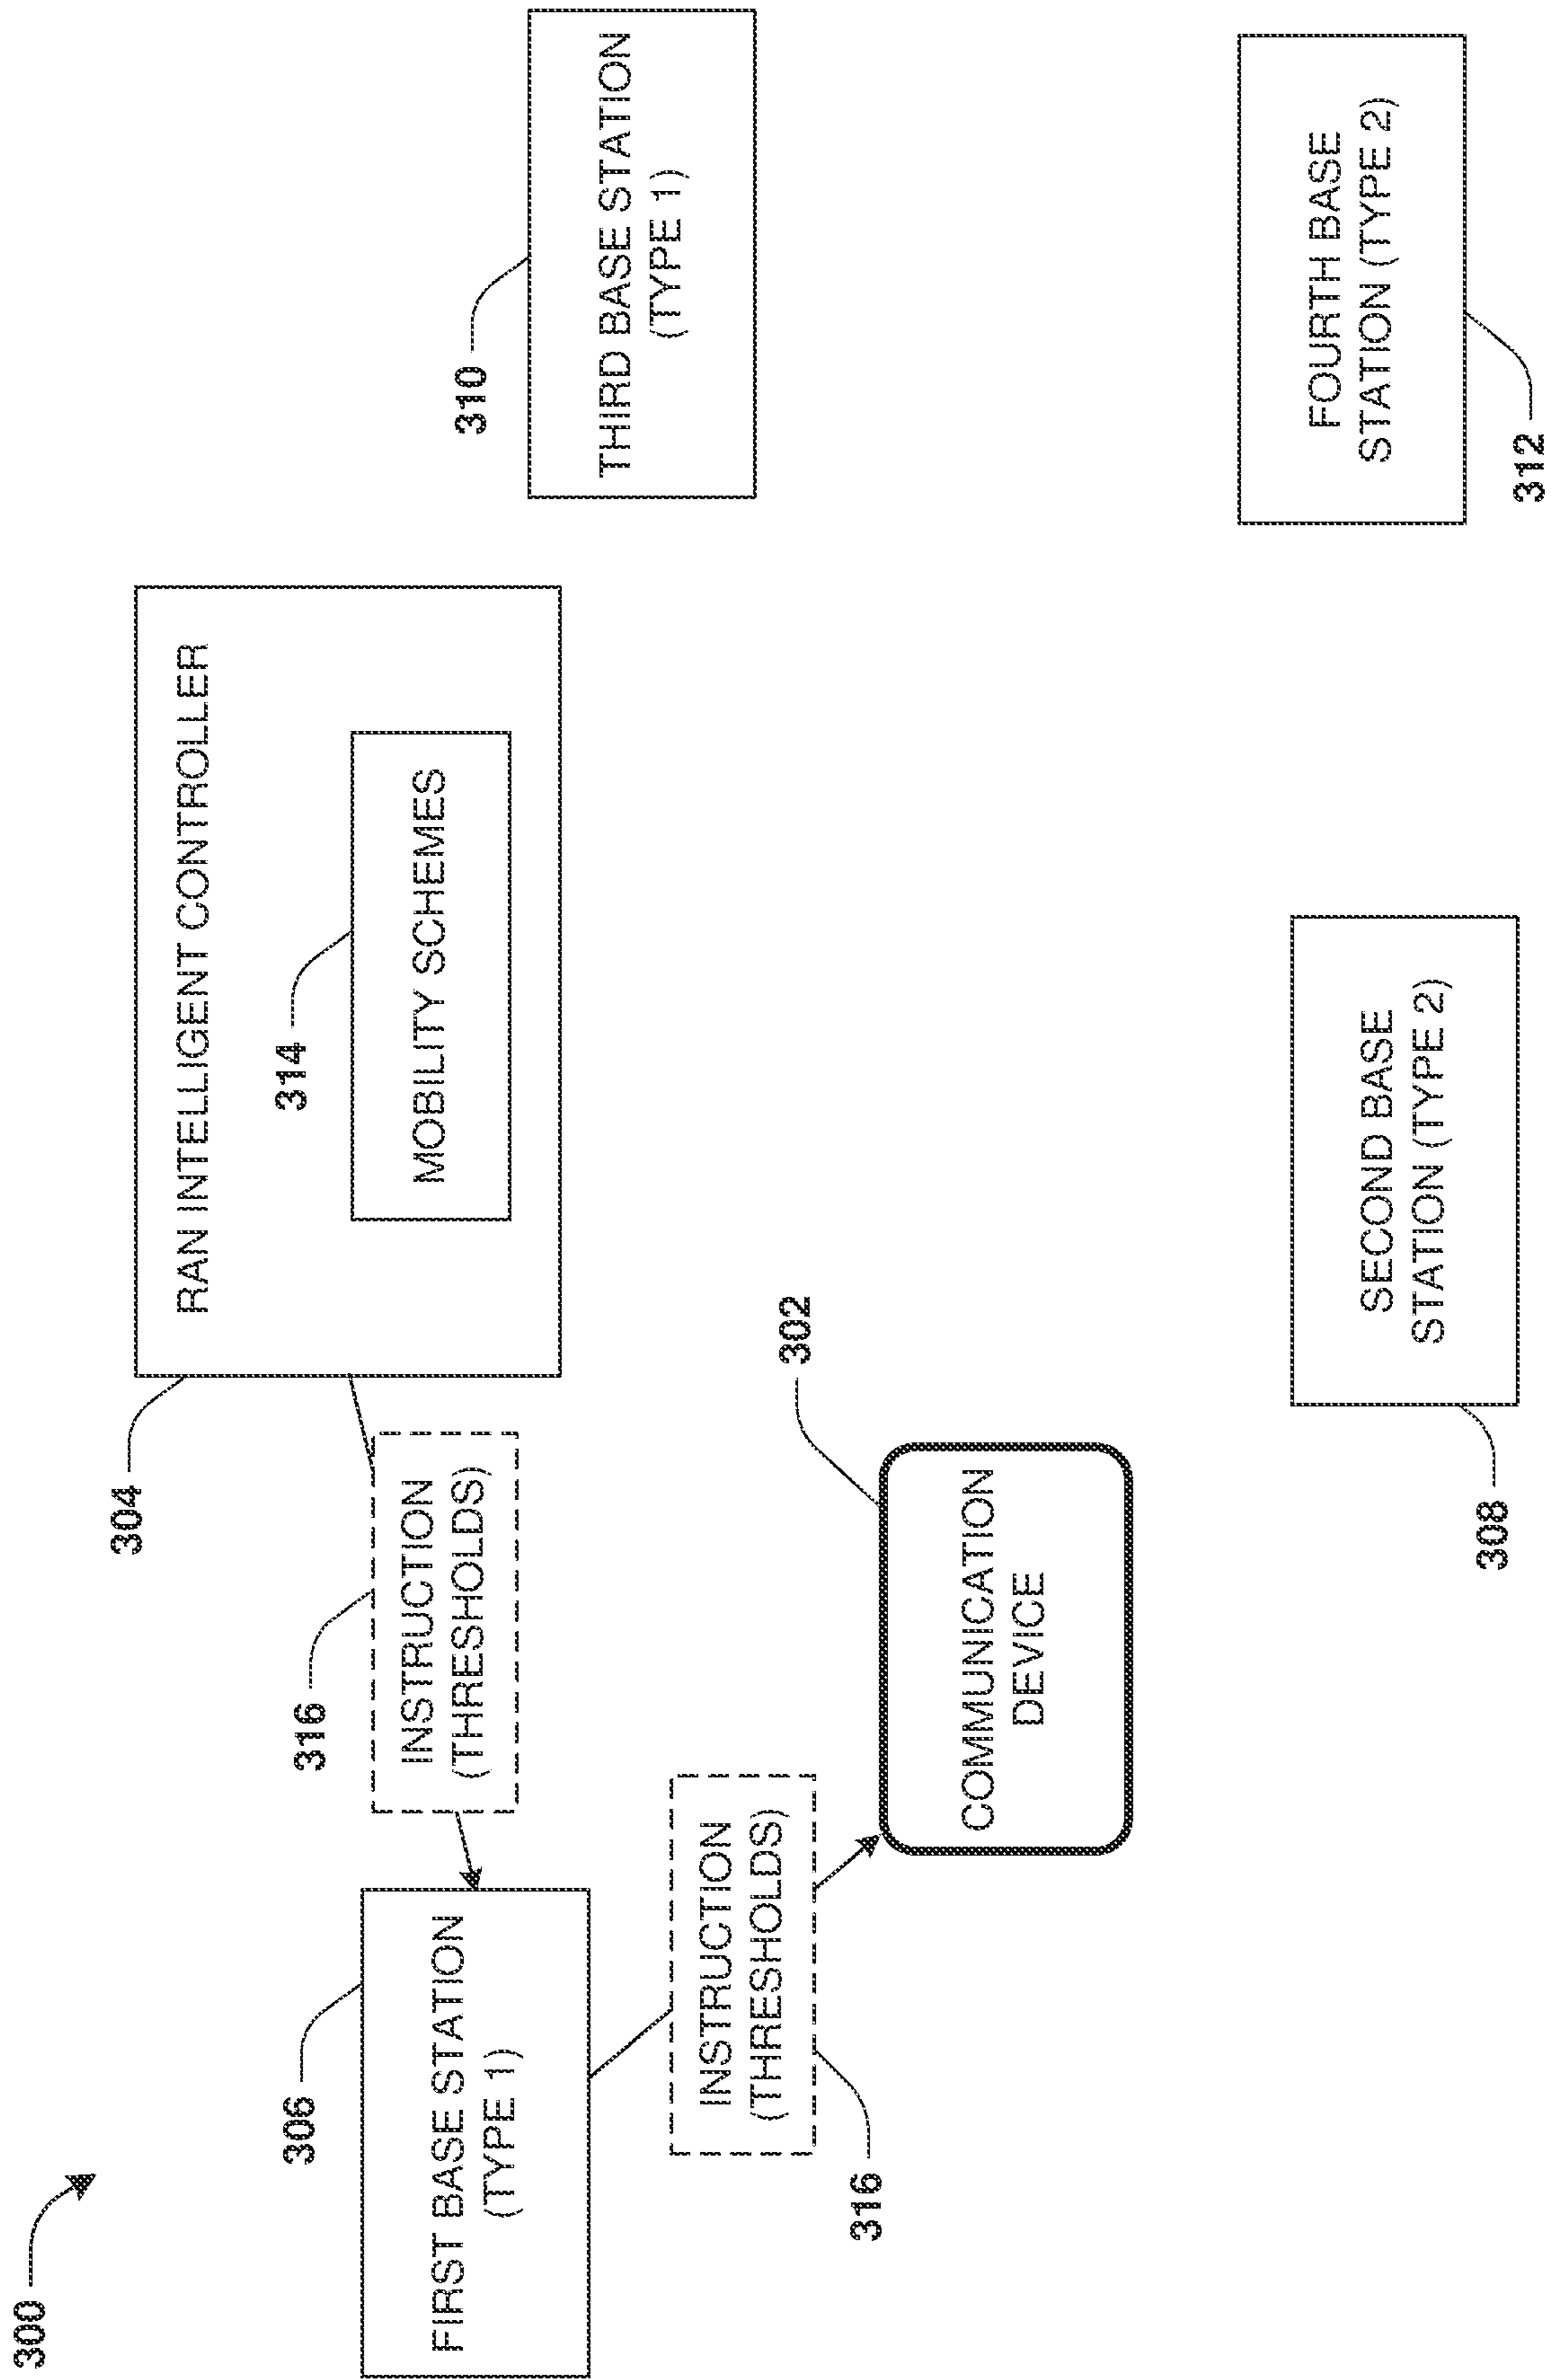 300
304
RAN INTELLIGENT CONTROLLER
314
MOBILITY SCHEMES
306
FIRST BASE STATION
(TYPE 1)
316
INSTRUCTION
(THRESHOLDS)
310
THIRD BASE STATION
(TYPE 1)
316
INSTRUCTION
(THRESHOLDS)
302
COMMUNICATION
DEVICE
308
SECOND BASE
STATION (TYPE 2)
FOURTH BASE
STATION (TYPE 2)
312